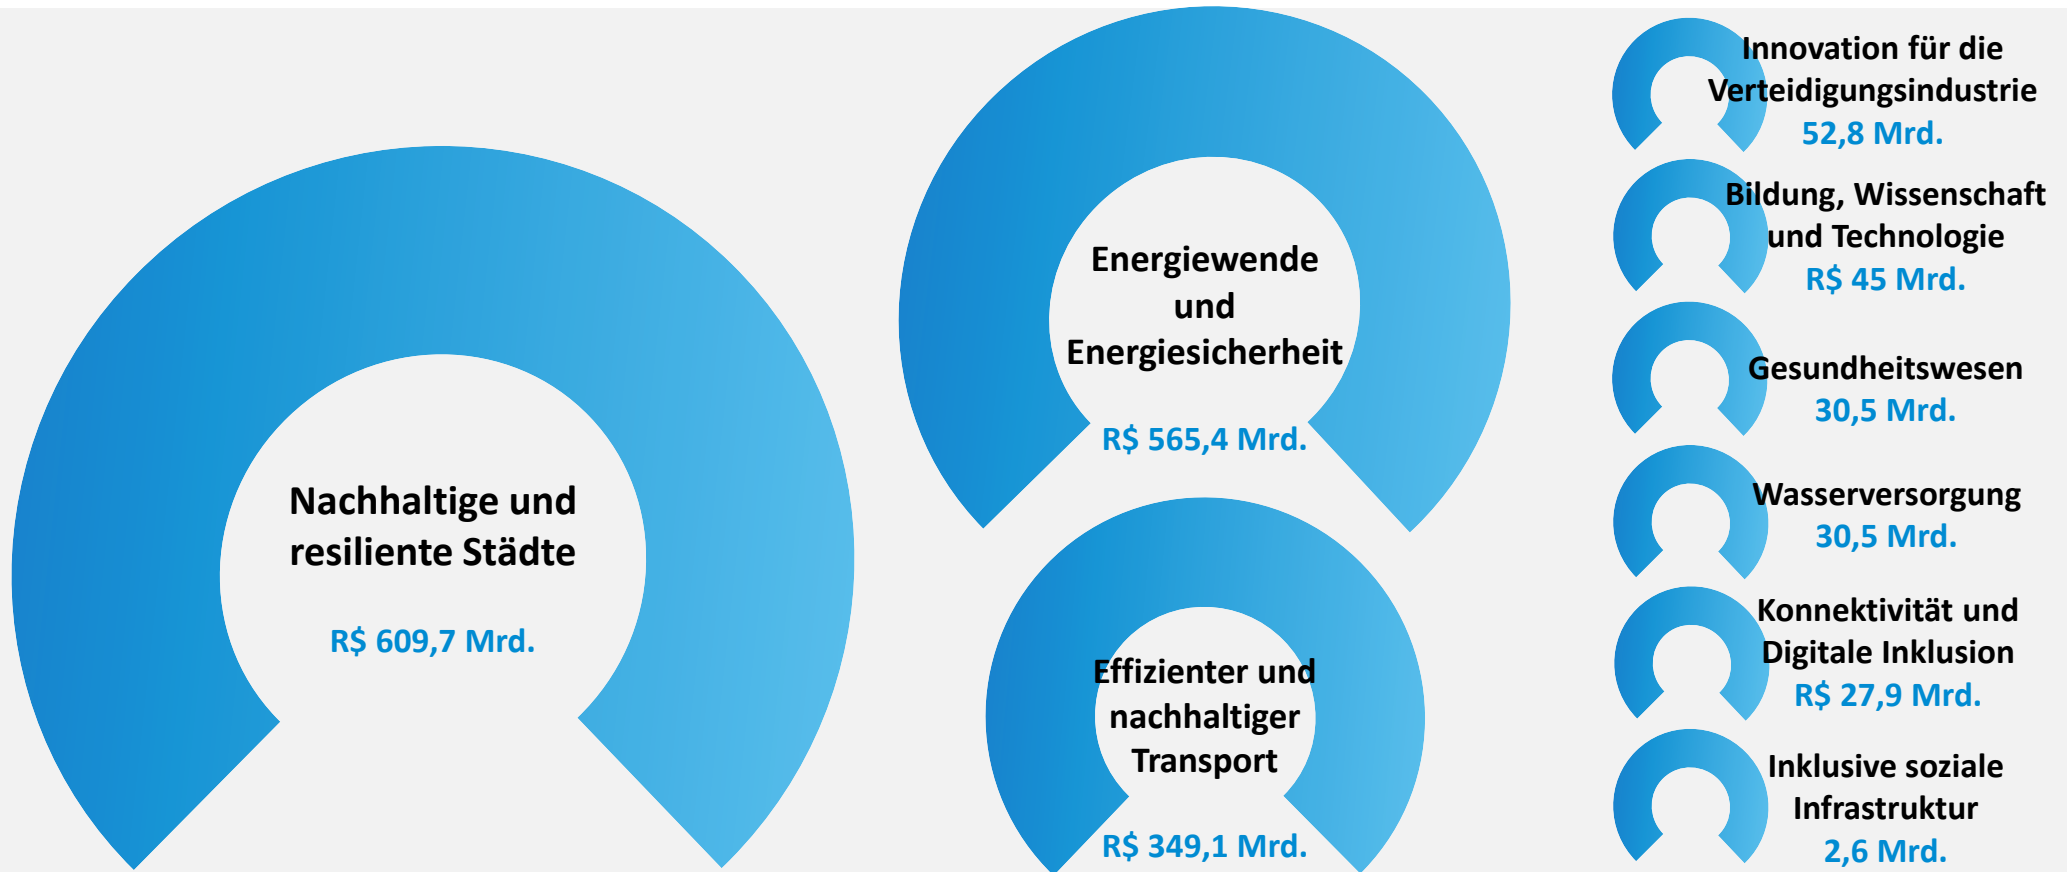 Nachhaltige und
resiliente Städte
R$ 609,7 Mrd.
Energiewende
und
Energiesicherheit
R$ 565,4 Mrd.
Effizienter und
nachhaltiger
Transport
R$ 349,1 Mrd.
Innovation für die
Verteidigungsindustrie
52,8 Mrd.
Bildung, Wissenschaft
und Technologie
R$ 45 Mrd.
Gesundheitswesen
30,5 Mrd.
Wasserversorgung
30,5 Mrd.
Konnektivität und
Digitale Inklusion
R$ 27,9 Mrd.
Inklusive soziale
Infrastruktur
2,6 Mrd.